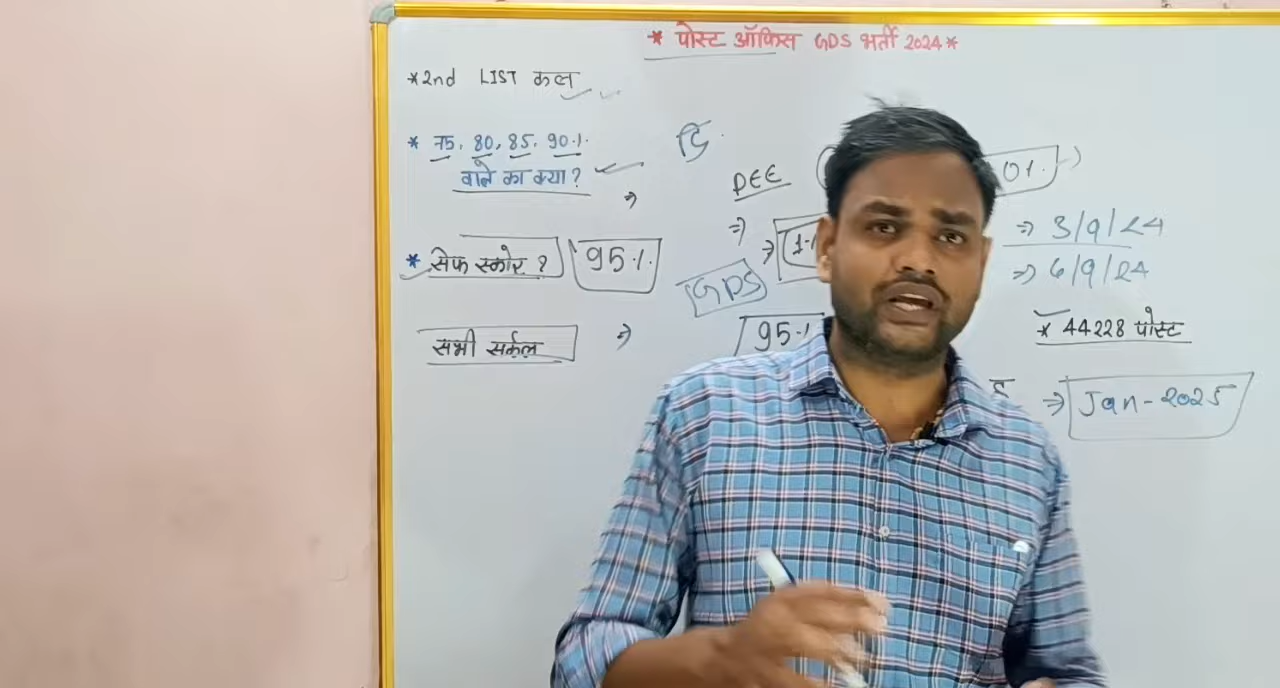 * पोस्ट ऑफिस GDS भर्ती 2024 *
*2nd LIST कल
* 75, 80, 85, 90%
वाले का क्या?
* सेफ स्कोर? 95%
सभी सर्कल ⇒
DEE
⇒
⇒
GDS
95%
⇒ 3/9/24
⇒ 6/9/24
* 44228 पोस्ट
⇒ Jan-2025